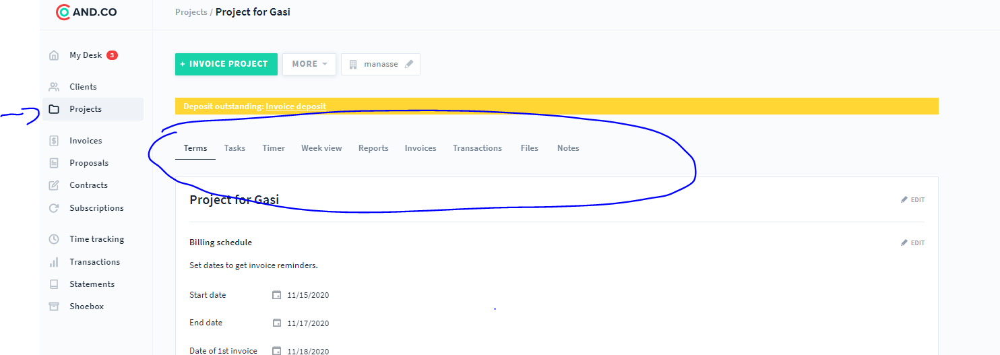 AND.CO
Projects / Project for Gasi
My Desk 3
Clients
Projects
Invoices
Proposals
Contracts
Subscriptions
Time tracking
Transactions
Statements
Shoebox
+ INVOICE PROJECT MORE manasse
Deposit outstanding: Invoice deposit
Terms Tasks Timer Week view Reports Invoices Transactions Files Notes
Project for Gasi EDIT
Billing schedule EDIT
Set dates to get invoice reminders.
Start date 11/15/2020
End date 11/17/2020
Date of 1st invoice 11/18/2020